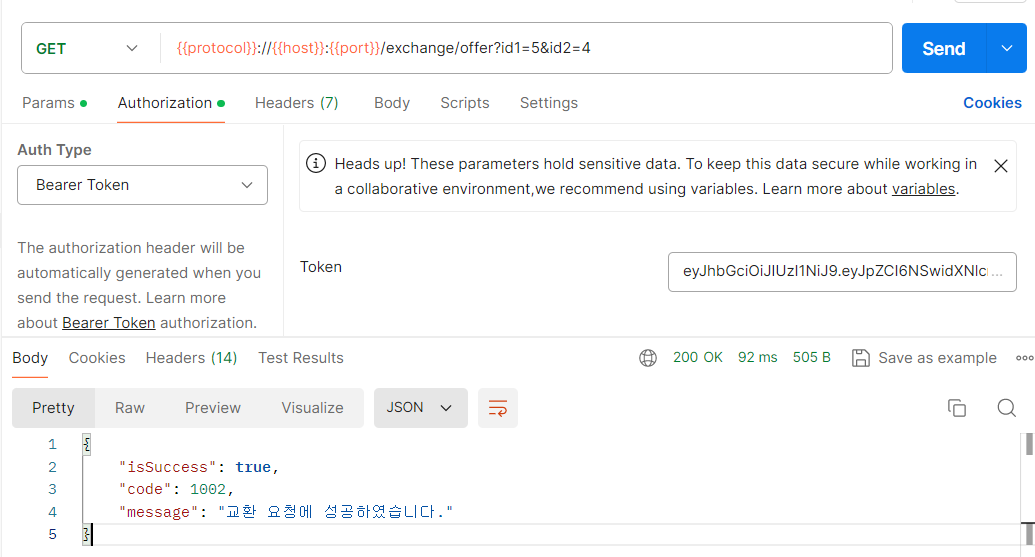 GET
{{protocol}}://{{host}}:{{port}}/exchange/offer?id1=5&id2=4
Send
Params
Authorization
Headers (7)
Body
Scripts
Settings
Cookies
Auth Type
Bearer Token
The authorization header will be
automatically generated when you
send the request. Learn more
about Bearer Token authorization.
Heads up! These parameters hold sensitive data. To keep this data secure while working in
a collaborative environment,we recommend using variables. Learn more about variables.
Token
Body
Cookies
Headers (14)
Test Results
200 OK
92 ms
505 B
Save as example
Pretty
Raw
Preview
Visualize
JSON
1 {
2 "isSuccess": true,
3 "code": 1002,
4 "message": "교환 요청에 성공하였습니다."
5 }